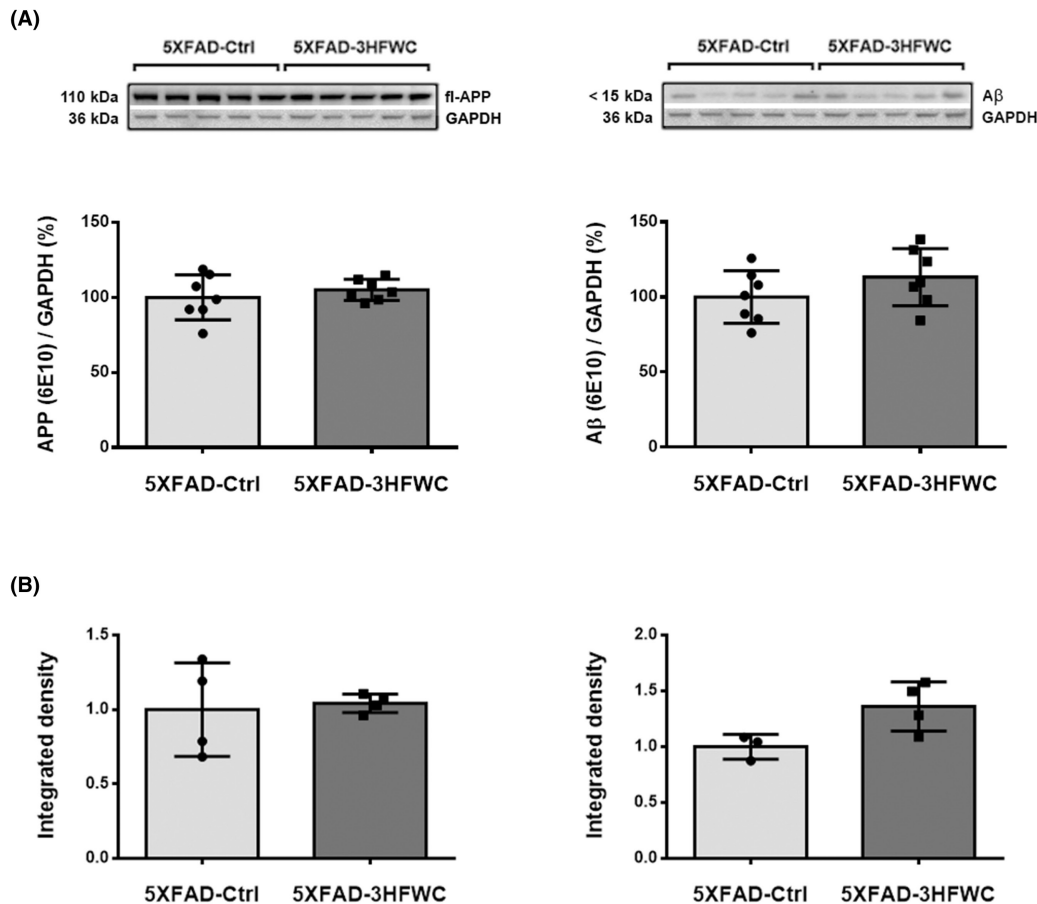 (A)
5XFAD-Ctrl 5XFAD-3HFWC
110 kDa fl-APP
36 kDa GAPDH
5XFAD-Ctrl 5XFAD-3HFWC
< 15 kDa Aβ
36 kDa GAPDH
APP (6E10) / GAPDH (%)
150
100
50
0
5XFAD-Ctrl 5XFAD-3HFWC
Aβ (6E10) / GAPDH (%)
150
100
50
0
5XFAD-Ctrl 5XFAD-3HFWC
(B)
Integrated density
1.5
1.0
0.5
0.0
5XFAD-Ctrl 5XFAD-3HFWC
Integrated density
2.0
1.5
1.0
0.5
0.0
5XFAD-Ctrl 5XFAD-3HFWC